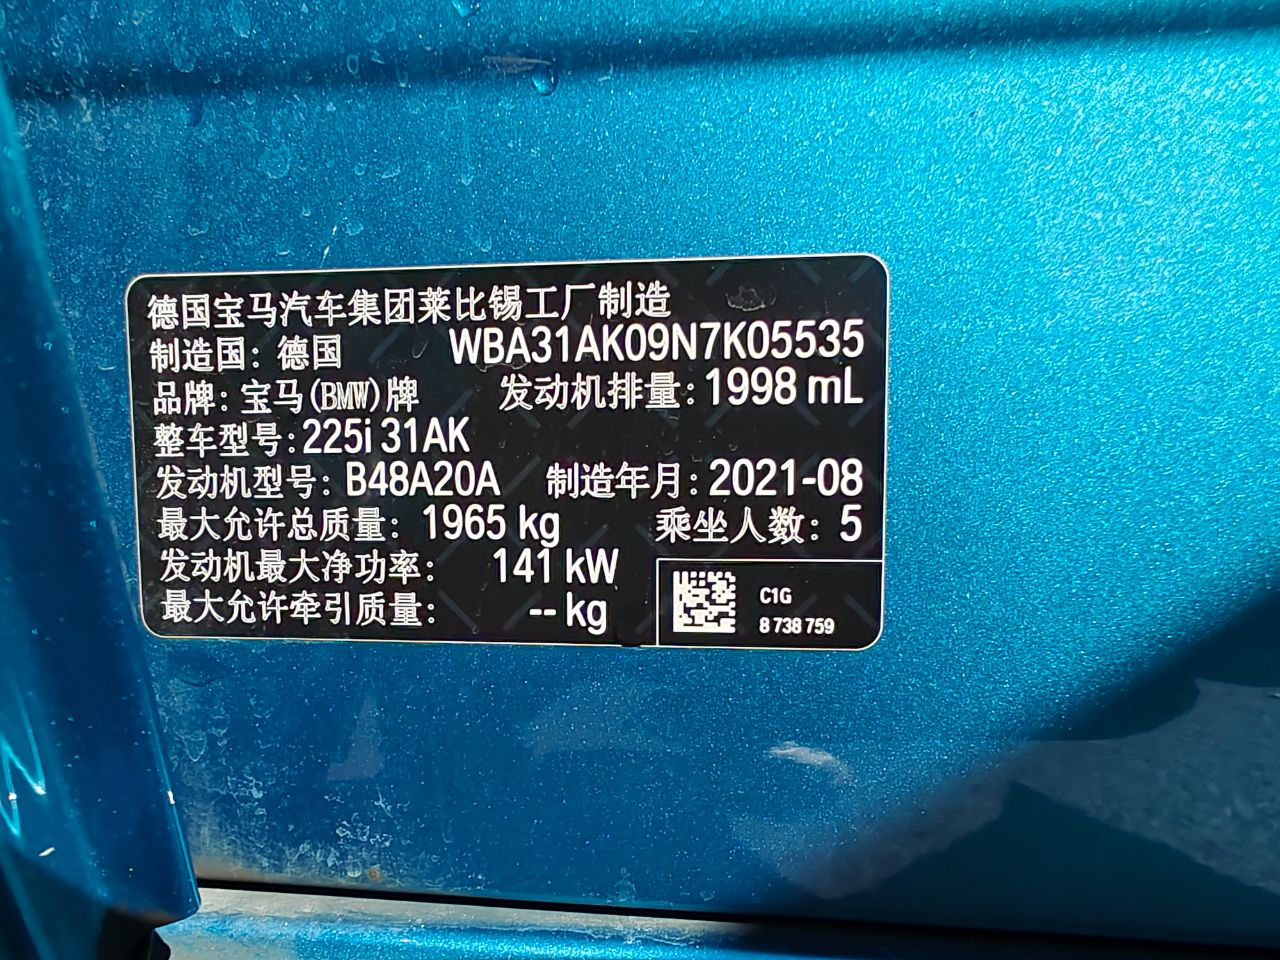 德国宝马汽车集团莱比锡工厂制造
制造国：德国 WBA31AK09N7K05535
品牌：宝马(BMW)牌 发动机排量：1998 mL
整车型号：225i 31AK
发动机型号：B48A20A 制造年月：2021-08
最大允许总质量：1965 kg 乘坐人数：5
发动机最大净功率：141 kW
最大允许牵引质量：-- kg
C1G
8 738 759